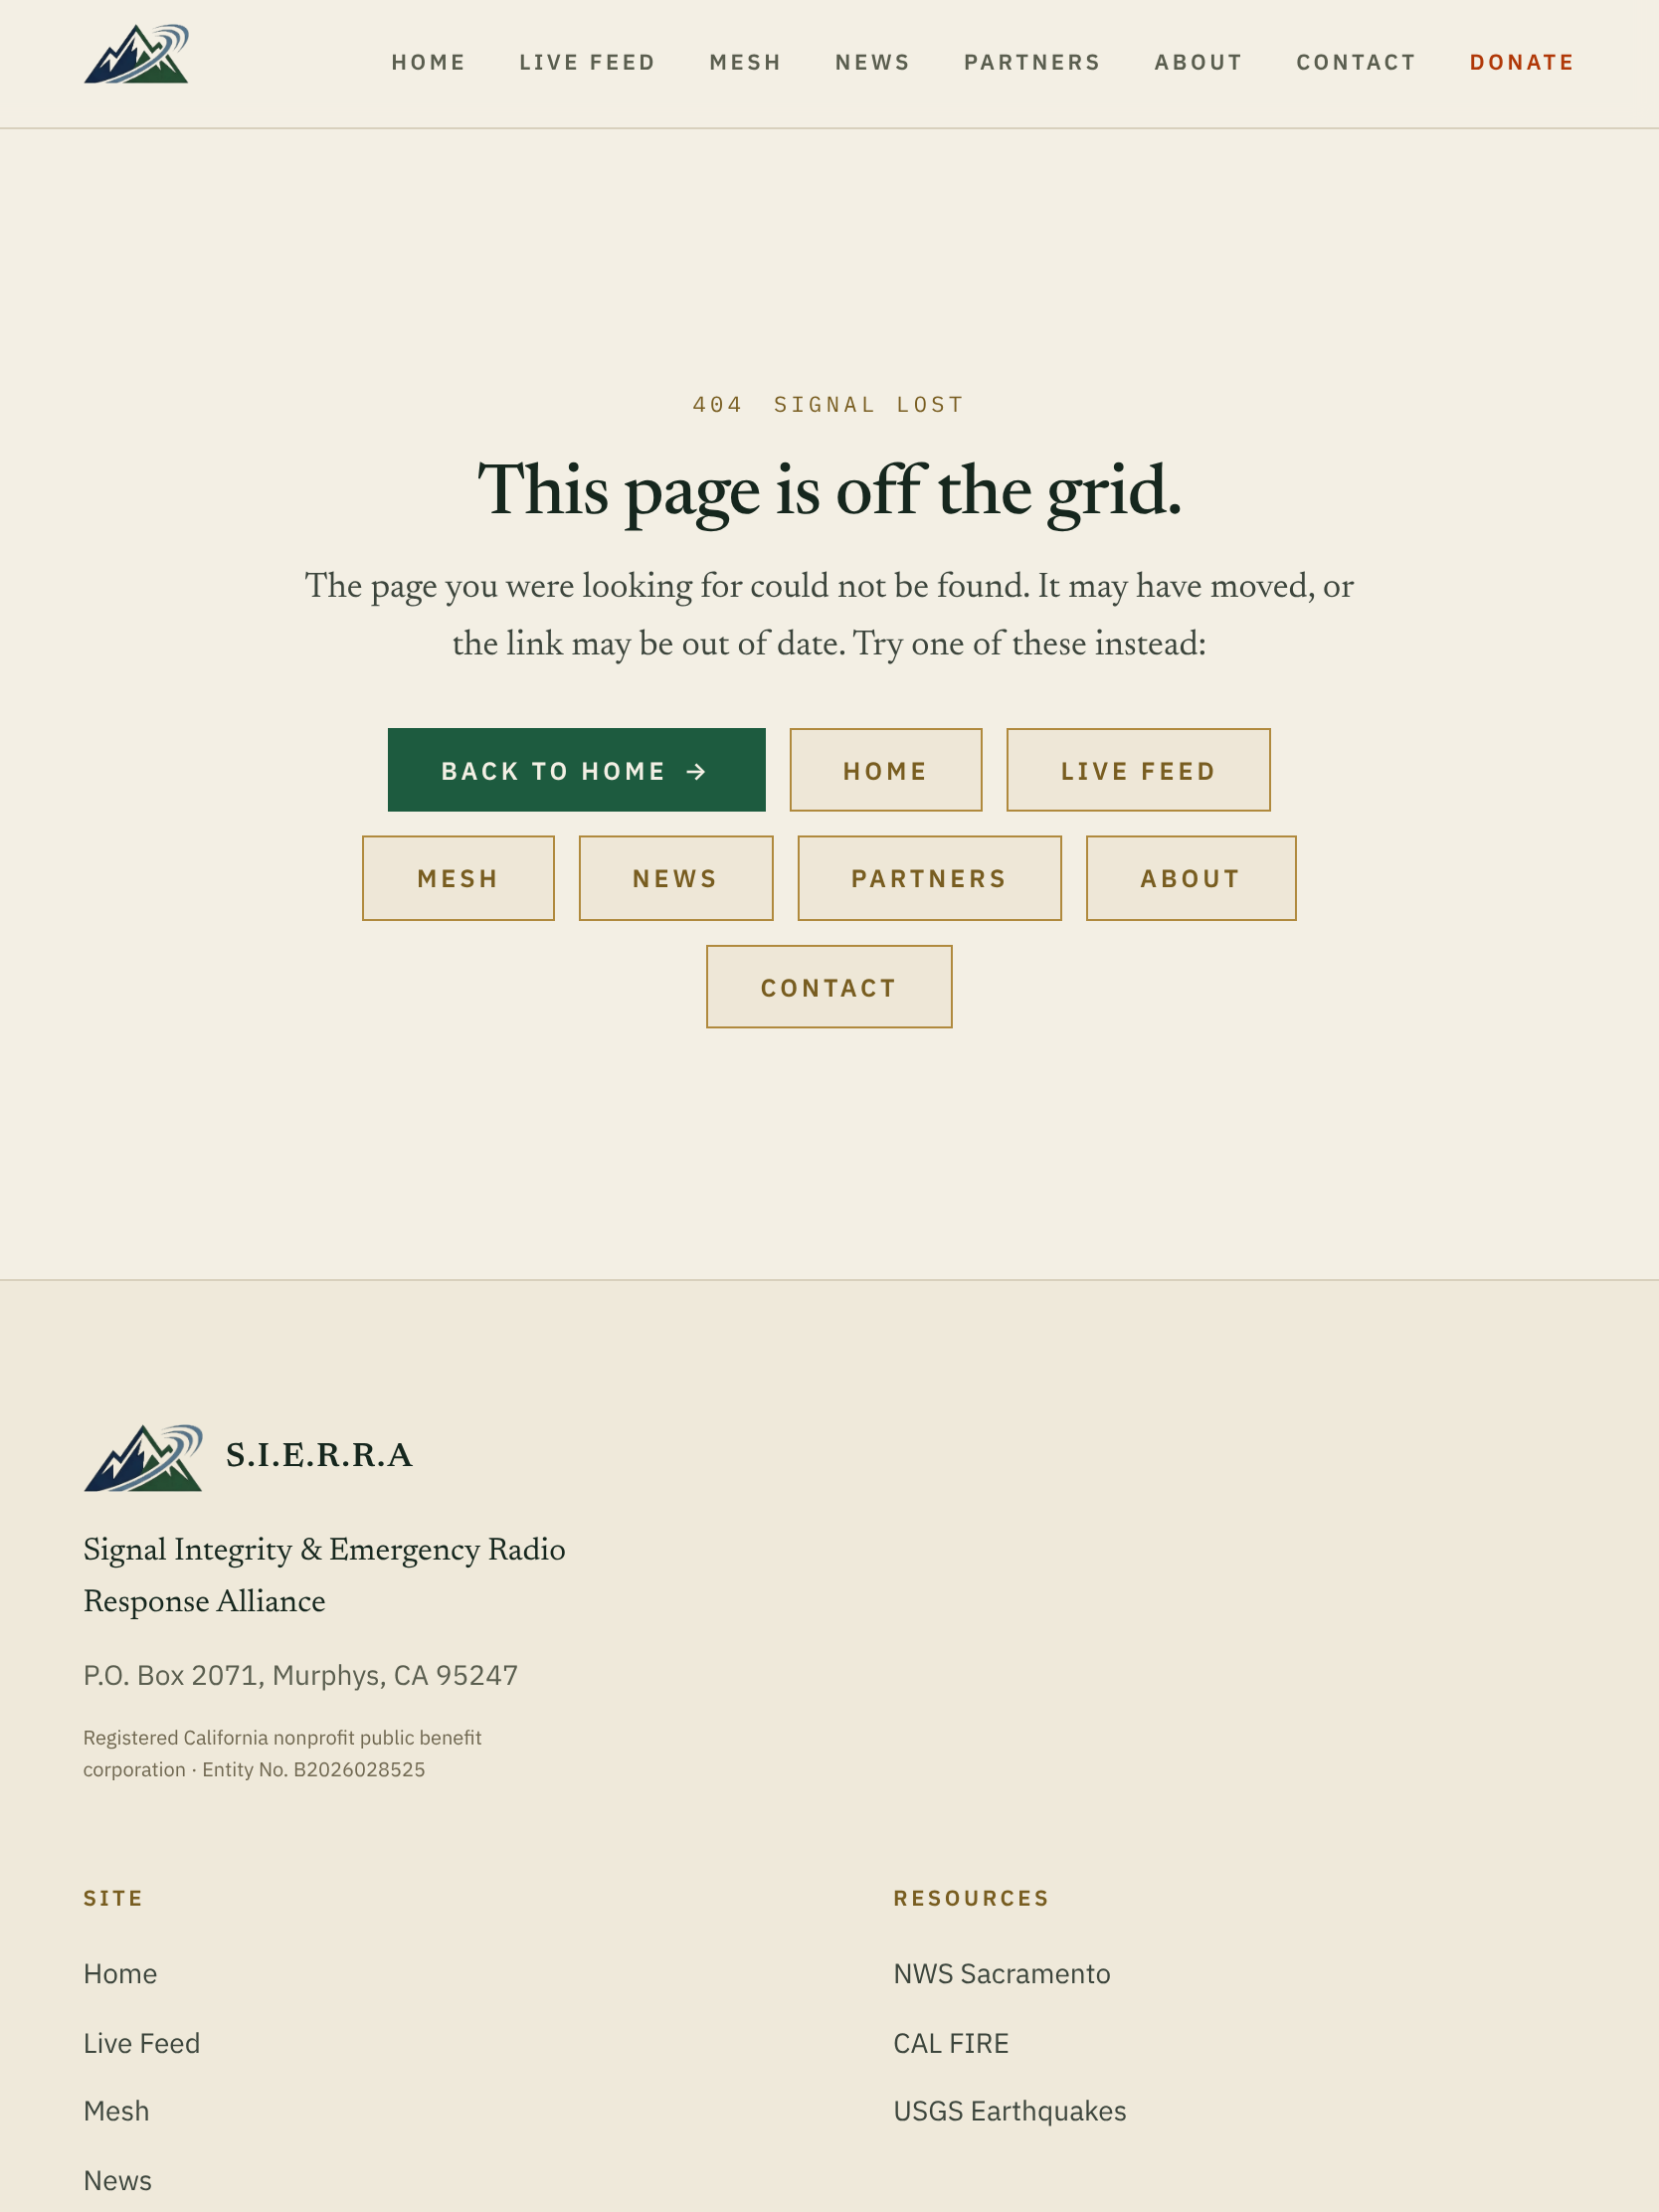 HOME LIVE FEED MESH NEWS PARTNERS ABOUT CONTACT DONATE
404 SIGNAL LOST
This page is off the grid.
The page you were looking for could not be found. It may have moved, or
the link may be out of date. Try one of these instead:
BACK TO HOME → HOME LIVE FEED
MESH NEWS PARTNERS ABOUT
CONTACT
S.I.E.R.R.A
Signal Integrity & Emergency Radio
Response Alliance
P.O. Box 2071, Murphys, CA 95247
Registered California nonprofit public benefit
corporation · Entity No. B2026028525
SITE
Home
Live Feed
Mesh
News
RESOURCES
NWS Sacramento
CAL FIRE
USGS Earthquakes